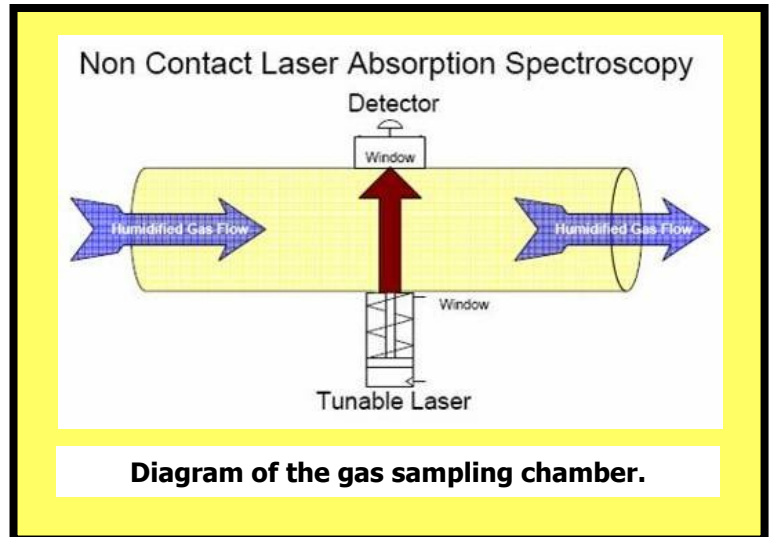 Non Contact Laser Absorption Spectroscopy
Detector
Window
Humidified Gas Flow
Humidified Gas Flow
Window
Tunable Laser
Diagram of the gas sampling chamber.